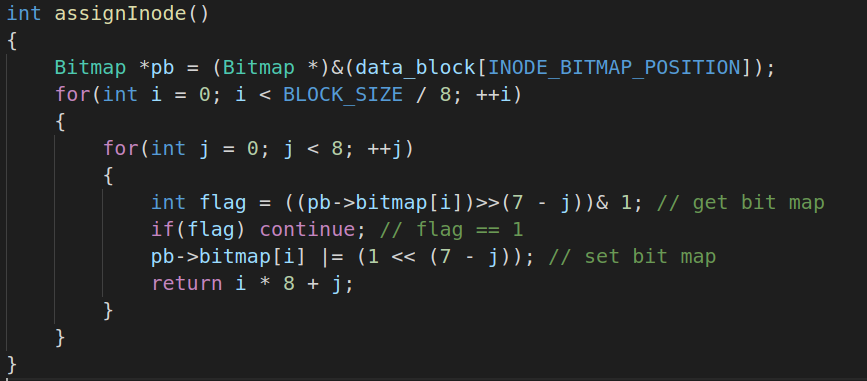 int assignInode()
{
    Bitmap *pb = (Bitmap *)&(data_block[INODE_BITMAP_POSITION]);
    for(int i = 0; i < BLOCK_SIZE / 8; ++i)
    {
        for(int j = 0; j < 8; ++j)
        {
            int flag = ((pb->bitmap[i])>>(7 - j))& 1; // get bit map
            if(flag) continue; // flag == 1
            pb->bitmap[i] |= (1 << (7 - j)); // set bit map
            return i * 8 + j;
        }
    }
}